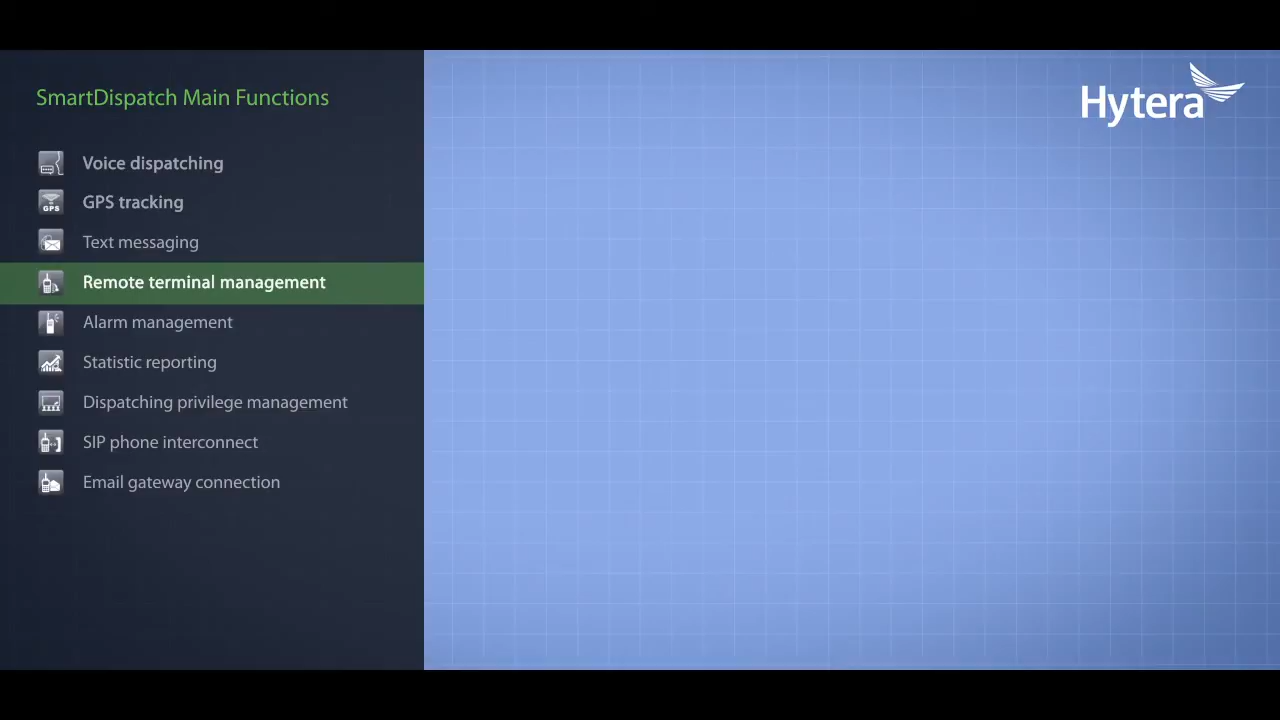 SmartDispatch Main Functions
Hytera
Voice dispatching
GPS
GPS tracking
Text messaging
Remote terminal management
Alarm management
Statistic reporting
Dispatching privilege management
SIP phone interconnect
Email gateway connection